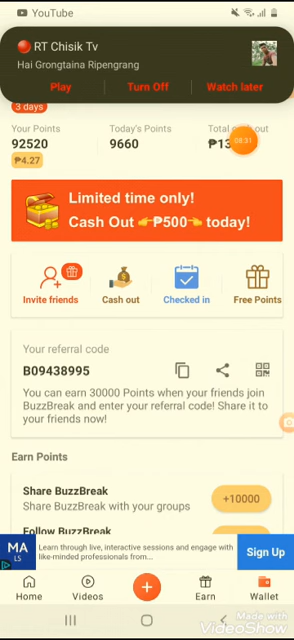 YouTube
RT Chisik Tv
Hai Grongtaina Ripengrang
Play Turn Off Watch later
3 days
Your Points Today's Points Total out
92520 9660 ₱13
08:31
₱4.27
Limited time only!
Cash Out 👉₱500👈 today!
Invite friends Cash out Checked in Free Points
Your referral code
B09438995
You can earn 30000 Points when your friends join
BuzzBreak and enter your referral code! Share it to
your friends now!
Earn Points
Share BuzzBreak
Share BuzzBreak with your groups
+10000
Follow BuzzBreak
MA
LS
Learn through live, interactive sessions and engage with
like-minded professionals from...
Sign Up
Home Videos Earn Wallet
Made with
VideoShow